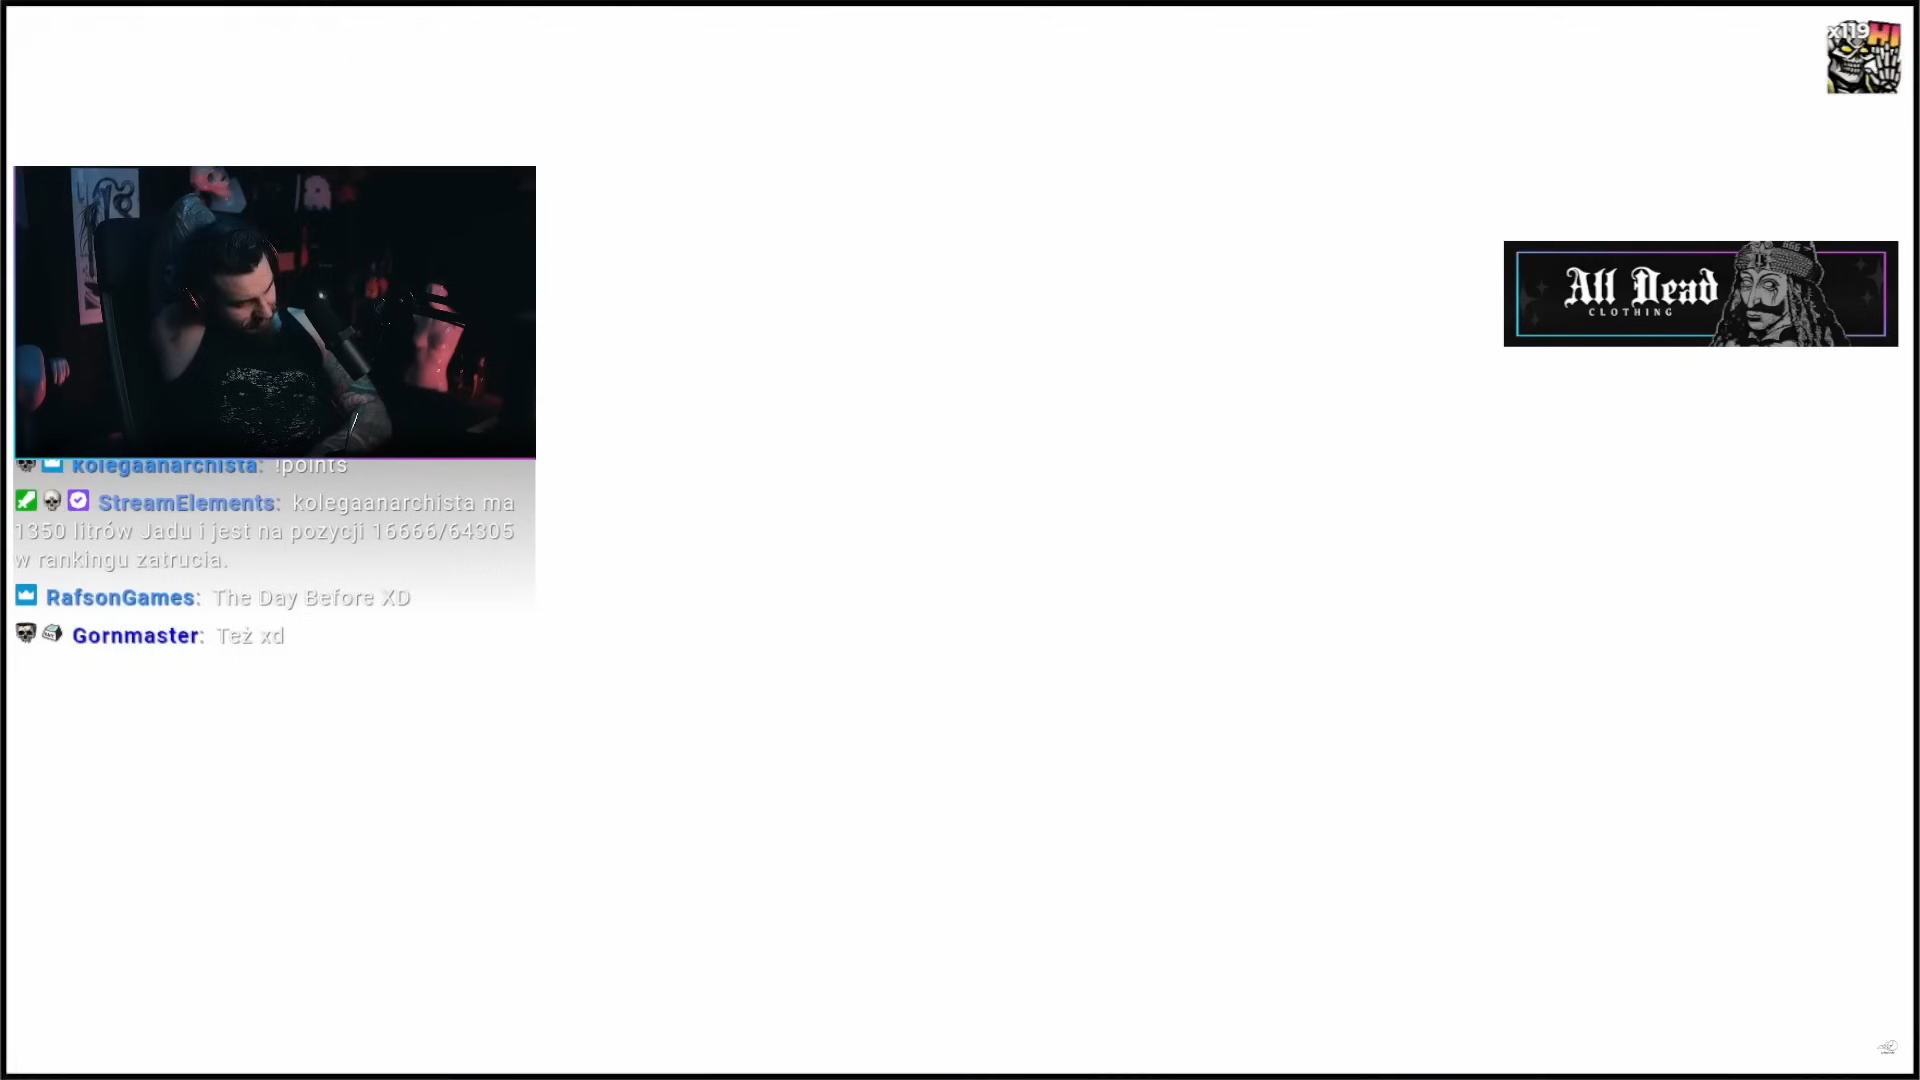 x119 HI
All Dead
CLOTHING
kolegaanarchista: !points
StreamElements: kolegaanarchista ma
1350 litrów Jadu i jest na pozycji 16666/64305
w rankingu zatrucia.
RafsonGames: The Day Before XD
Gornmaster: Też xd